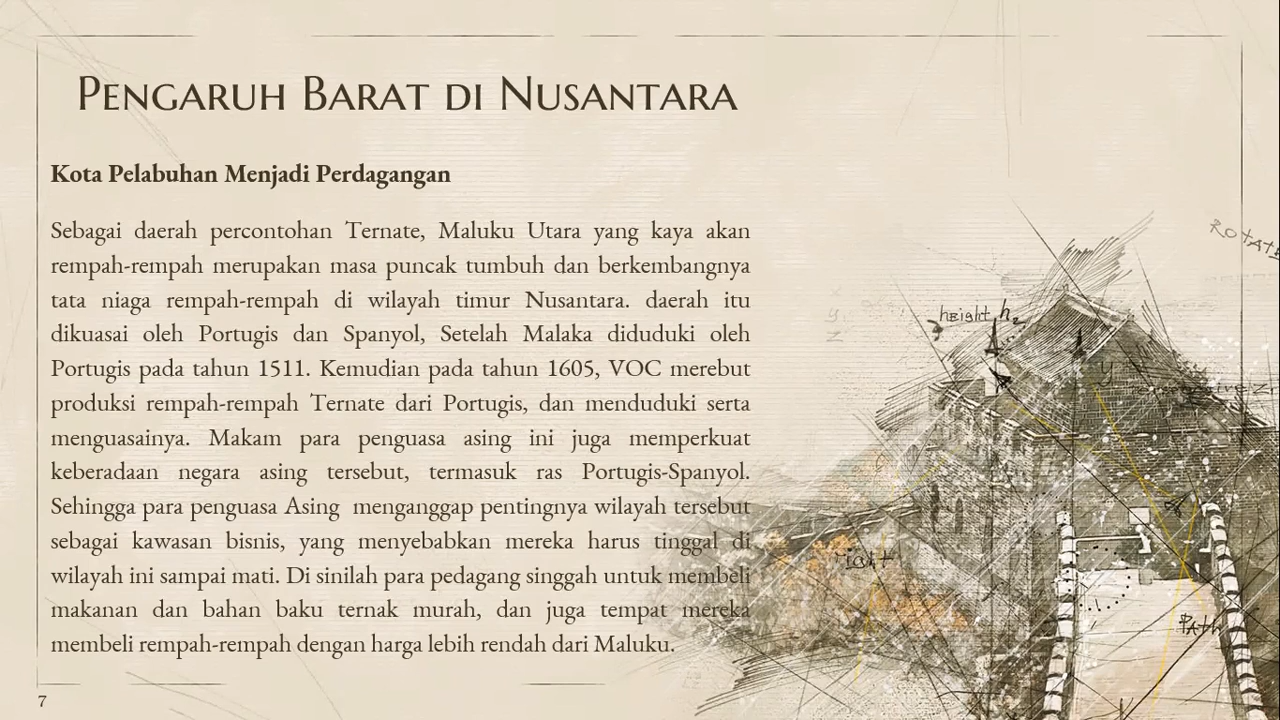 Pengaruh Barat di Nusantara
Kota Pelabuhan Menjadi Perdagangan
Sebagai daerah percontohan Ternate, Maluku Utara yang kaya akan
rempah-rempah merupakan masa puncak tumbuh dan berkembangnya
tata niaga rempah-rempah di wilayah timur Nusantara. daerah itu
dikuasai oleh Portugis dan Spanyol, Setelah Malaka diduduki oleh
Portugis pada tahun 1511. Kemudian pada tahun 1605, VOC merebut
produksi rempah-rempah Ternate dari Portugis, dan menduduki serta
menguasainya. Makam para penguasa asing ini juga memperkuat
keberadaan negara asing tersebut, termasuk ras Portugis-Spanyol.
Sehingga para penguasa Asing menganggap pentingnya wilayah tersebut
sebagai kawasan bisnis, yang menyebabkan mereka harus tinggal di
wilayah ini sampai mati. Di sinilah para pedagang singgah untuk membeli
makanan dan bahan baku ternak murah, dan juga tempat mereka
membeli rempah-rempah dengan harga lebih rendah dari Maluku.
height h2
y
PATH
7